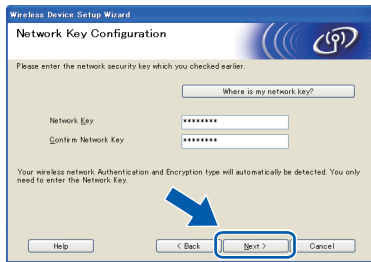 Wireless Device Setup Wizard
Network Key Configuration
Please enter the network security key which you checked earlier.
Where is my network key?
Network Key
********
Confirm Network Key
********
Your wireless network Authentication and Encryption type will automatically be detected. You only
need to enter the Network Key.
Help
< Back
Next >
Cancel